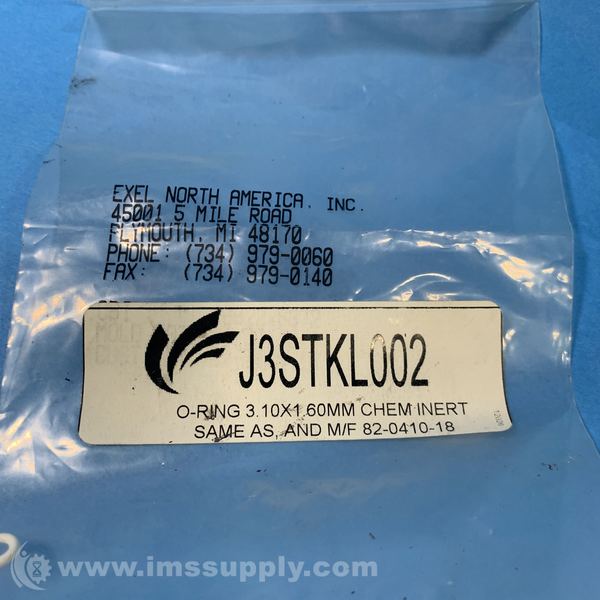 EXEL NORTH AMERICA, INC.
45001 5 MILE ROAD
PLYMOUTH, MI 48170
PHONE: (734) 979-0060
FAX: (734) 979-0140
J3STKL002
O-RING 3.10X1.60MM CHEM INERT
SAME AS, AND M/F 82-0410-18
www.imssupply.com